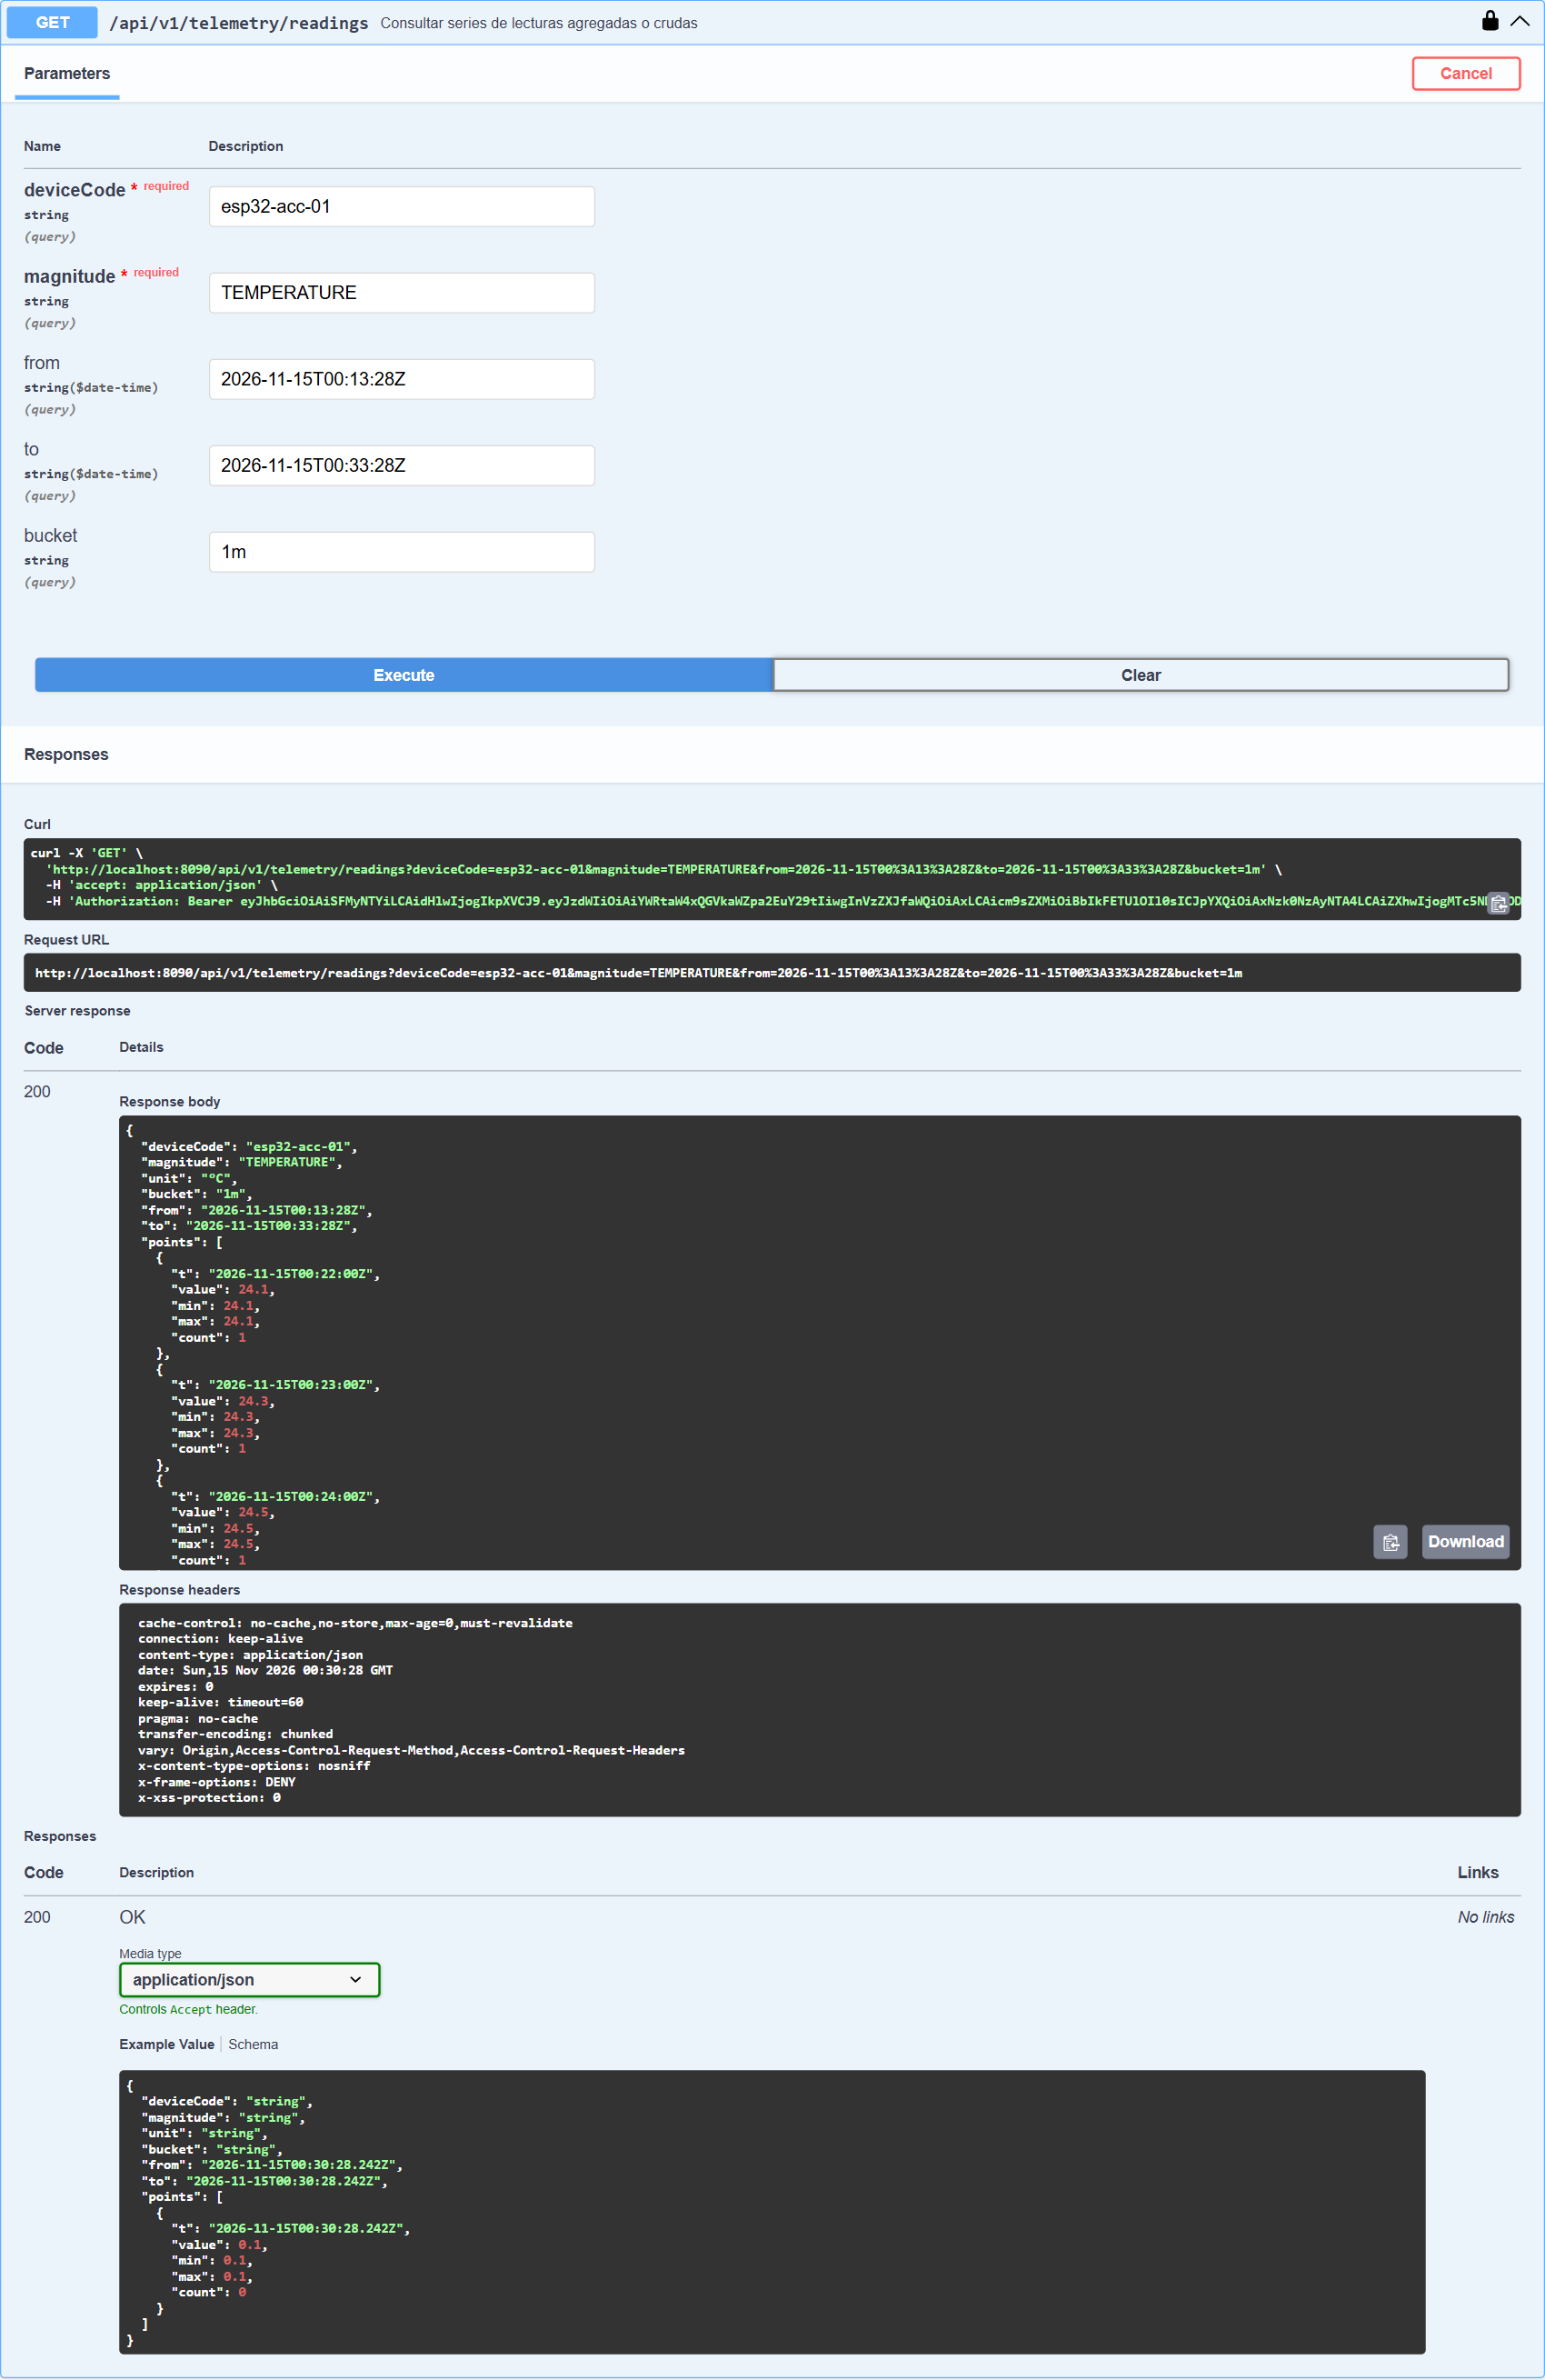 GET /api/v1/telemetry/readings Consultar series de lecturas agregadas o crudas
Parameters
Cancel
Name Description
deviceCode * required
string
(query)
esp32-acc-01
magnitude * required
string
(query)
TEMPERATURE
from
string($date-time)
(query)
2026-11-15T00:13:28Z
to
string($date-time)
(query)
2026-11-15T00:33:28Z
bucket
string
(query)
1m
Execute
Clear
Responses
Curl
curl -X 'GET' \
'http://localhost:8090/api/v1/telemetry/readings?deviceCode=esp32-acc-01&magnitude=TEMPERATURE&from=2026-11-15T00%3A13%3A28Z&to=2026-11-15T00%3A33%3A28Z&bucket=1m' \
-H 'accept: application/json' \
-H 'Authorization: Bearer
Request URL
http://localhost:8090/api/v1/telemetry/readings?deviceCode=esp32-acc-01&magnitude=TEMPERATURE&from=2026-11-15T00%3A13%3A28Z&to=2026-11-15T00%3A33%3A28Z&bucket=1m
Server response
Code Details
200
Response body
{
"deviceCode": "esp32-acc-01",
"magnitude": "TEMPERATURE",
"unit": "ºC",
"bucket": "1m",
"from": "2026-11-15T00:13:28Z",
"to": "2026-11-15T00:33:28Z",
"points": [
{
"t": "2026-11-15T00:22:00Z",
"value": 24.1,
"min": 24.1,
"max": 24.1,
"count": 1
},
{
"t": "2026-11-15T00:23:00Z",
"value": 24.3,
"min": 24.3,
"max": 24.3,
"count": 1
},
{
"t": "2026-11-15T00:24:00Z",
"value": 24.5,
"min": 24.5,
"max": 24.5,
"count": 1
Download
Response headers
cache-control: no-cache,no-store,max-age=0,must-revalidate
connection: keep-alive
content-type: application/json
date: Sun,15 Nov 2026 00:30:28 GMT
expires: 0
keep-alive: timeout=60
pragma: no-cache
transfer-encoding: chunked
vary: Origin,Access-Control-Request-Method,Access-Control-Request-Headers
x-content-type-options: nosniff
x-frame-options: DENY
x-xss-protection: 0
Responses
Code Description Links
200 OK No links
Media type
application/json
Controls Accept header.
Example Value Schema
{
"deviceCode": "string",
"magnitude": "string",
"unit": "string",
"bucket": "string",
"from": "2026-11-15T00:30:28.242Z",
"to": "2026-11-15T00:30:28.242Z",
"points": [
{
"t": "2026-11-15T00:30:28.242Z",
"value": 0.1,
"min": 0.1,
"max": 0.1,
"count": 0
}
]
}